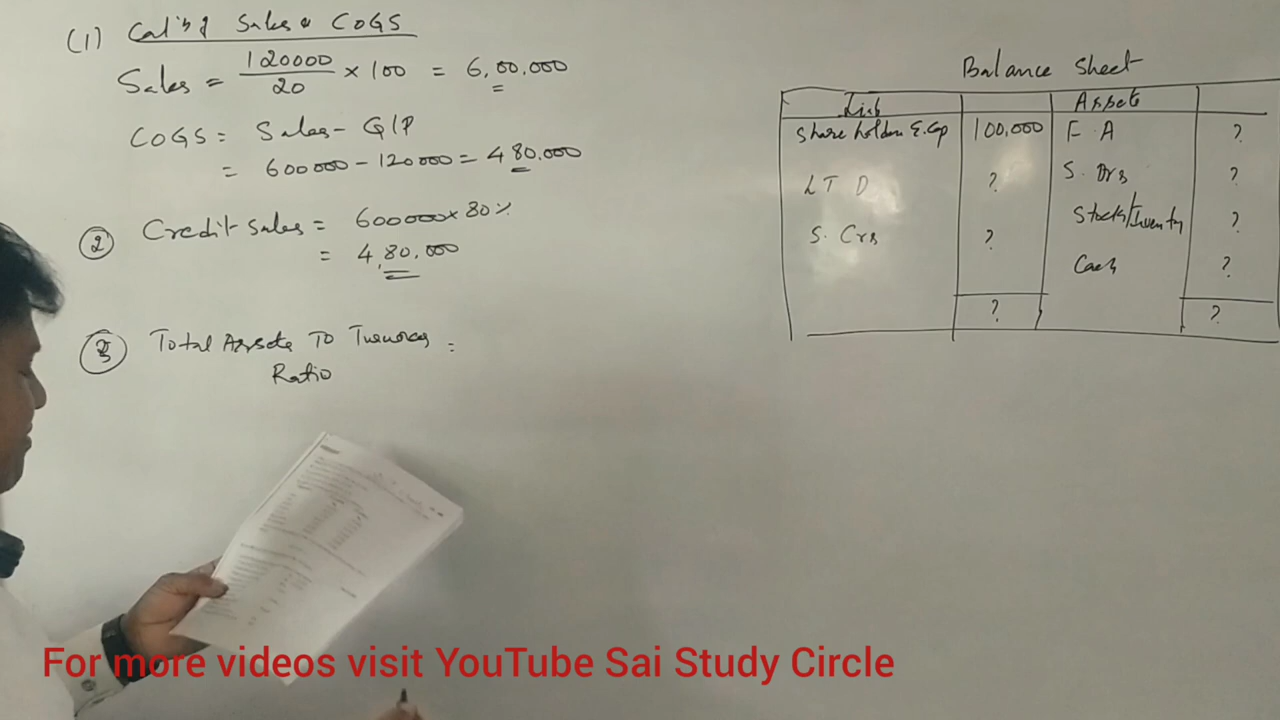 (1) Cal'n of Sales & COGS
Sales = 120000/20 × 100 = 6,00,000
COGS = Sales - G/P
= 600000 - 120000 = 480.000
② Credit Sales = 600000 × 80%
= 4,80,000
③ Total Assets To Turnover =
Ratio
Balance Sheet
Liab Assets
Share holder E. Cap 100,000 F A ?
L T D ? S. Drs ?
S. Crs ? Stock/Inventory ?
Cash ?
? ?
For more videos visit YouTube Sai Study Circle